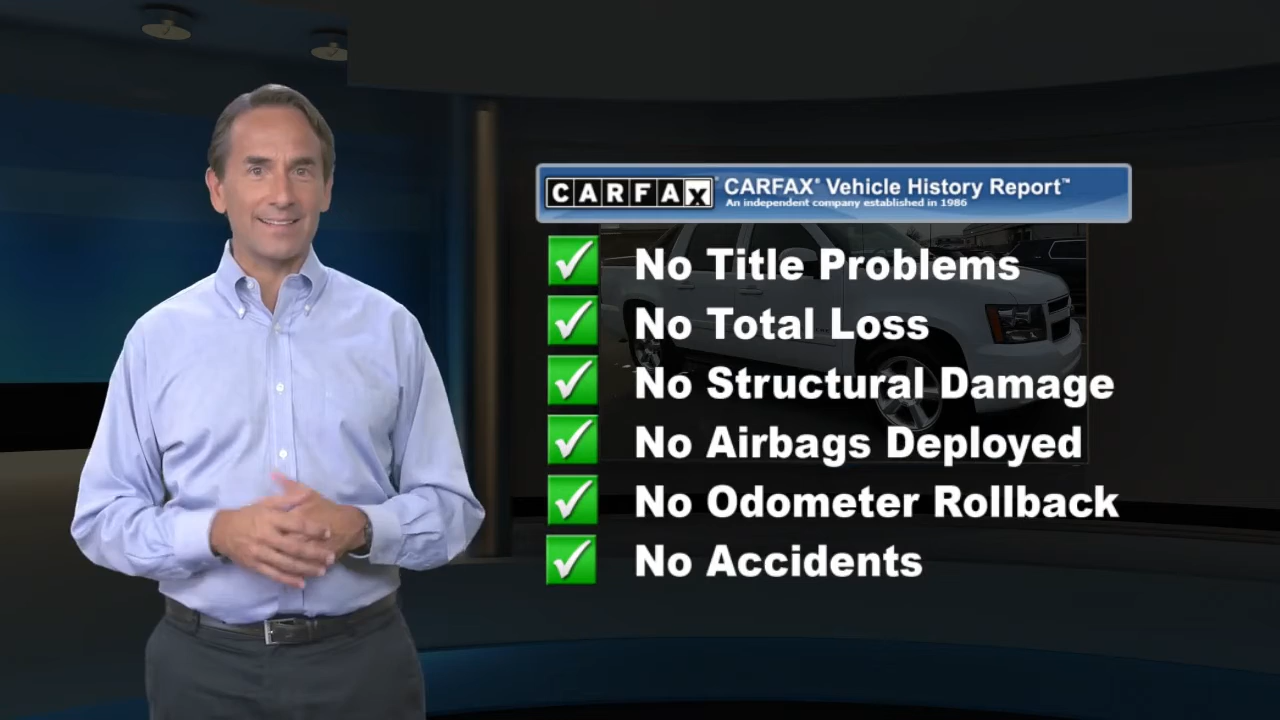 CARFAX® CARFAX® Vehicle History Report™
An independent company established in 1986
No Title Problems
No Total Loss
No Structural Damage
No Airbags Deployed
No Odometer Rollback
No Accidents